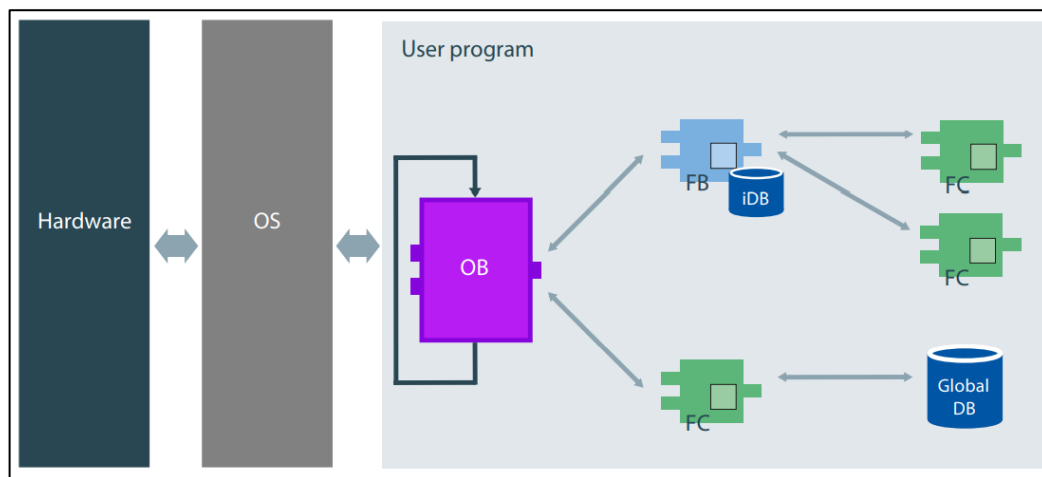 User program
Hardware
OS
OB
FB
iDB
FC
FC
FC
Global
DB